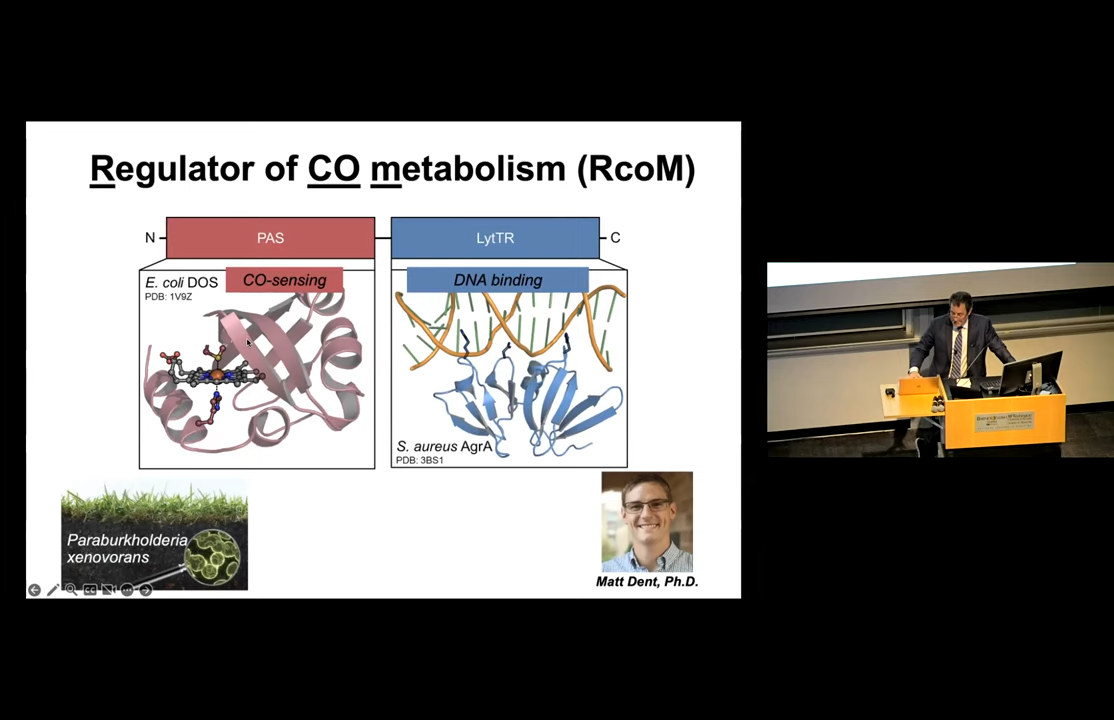 Regulator of CO metabolism (RcoM)
N
PAS
LytTR
C
E. coli DOS
PDB: 1V9Z
CO-sensing
DNA binding
S. aureus AgrA
PDB: 3BS1
Paraburkholderia
xenovorans
Matt Dent, Ph.D.
CC